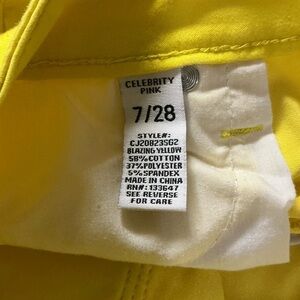 CELEBRITY
PINK
7/28
STYLE#:
CJ20823SG2
BLAZING YELLOW
58%COTTON
37%POLYESTER
5%SPANDEX
MADE IN CHINA
RN#: 133647
SEE REVERSE
FOR CARE